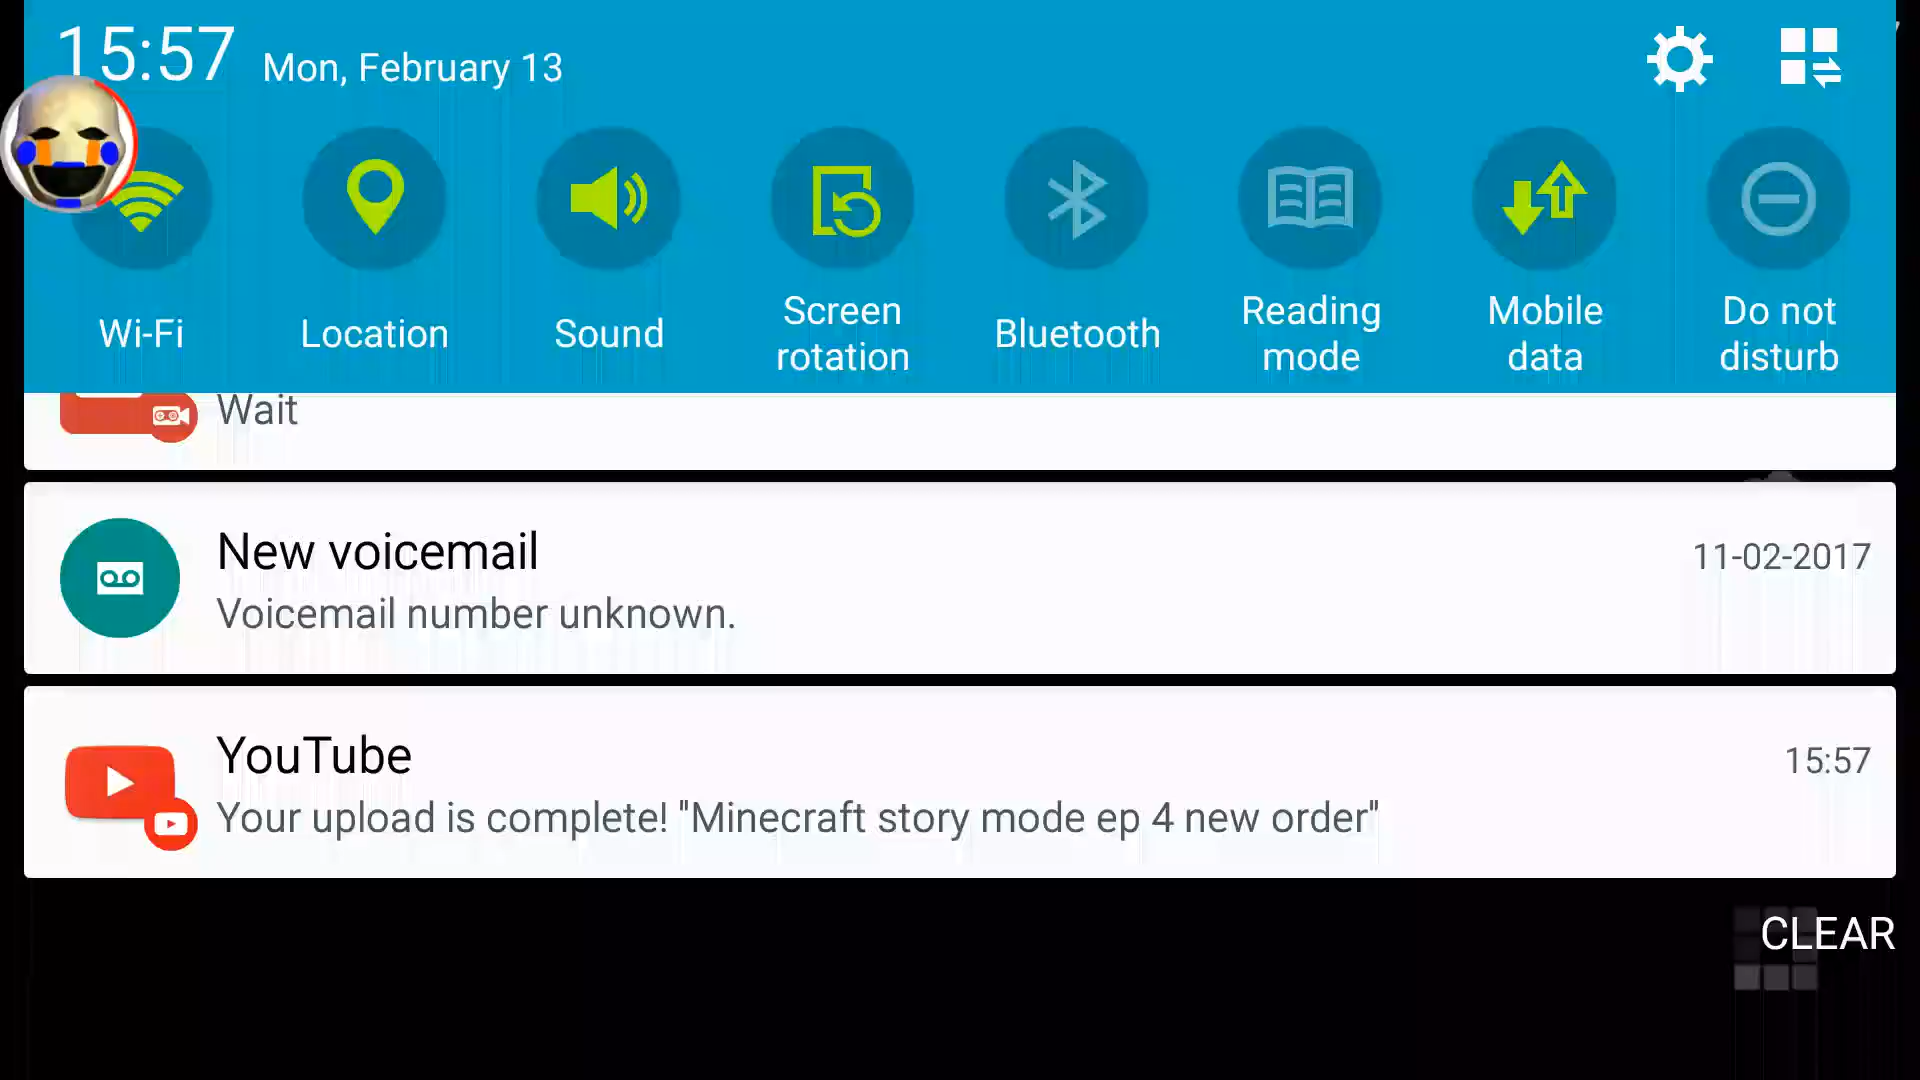 15:57 Mon, February 13
Wi-Fi
Location
Sound
Screen
rotation
Bluetooth
Reading
mode
Mobile
data
Do not
disturb
Wait
New voicemail
11-02-2017
Voicemail number unknown.
YouTube
15:57
Your upload is complete! "Minecraft story mode ep 4 new order"
CLEAR